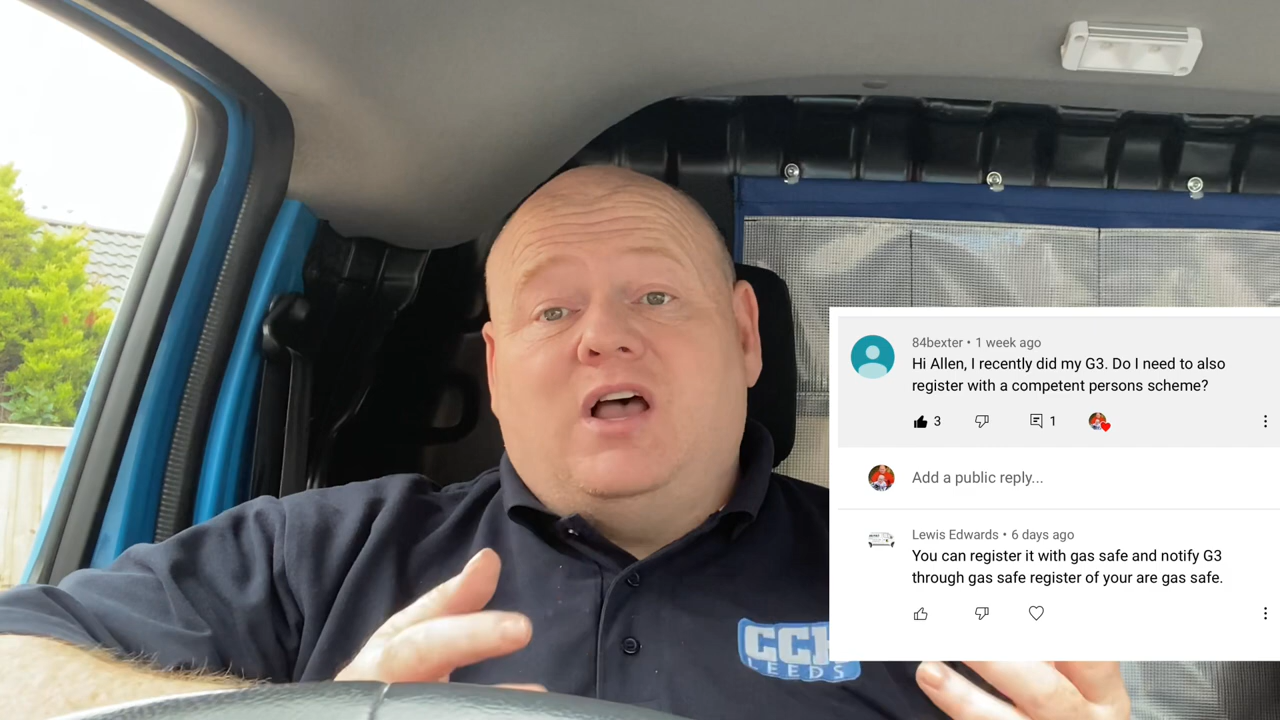 84bexter • 1 week ago
Hi Allen, I recently did my G3. Do I need to also
register with a competent persons scheme?
3
1
Add a public reply...
Lewis Edwards • 6 days ago
You can register it with gas safe and notify G3
through gas safe register of your are gas safe.
LEEDS